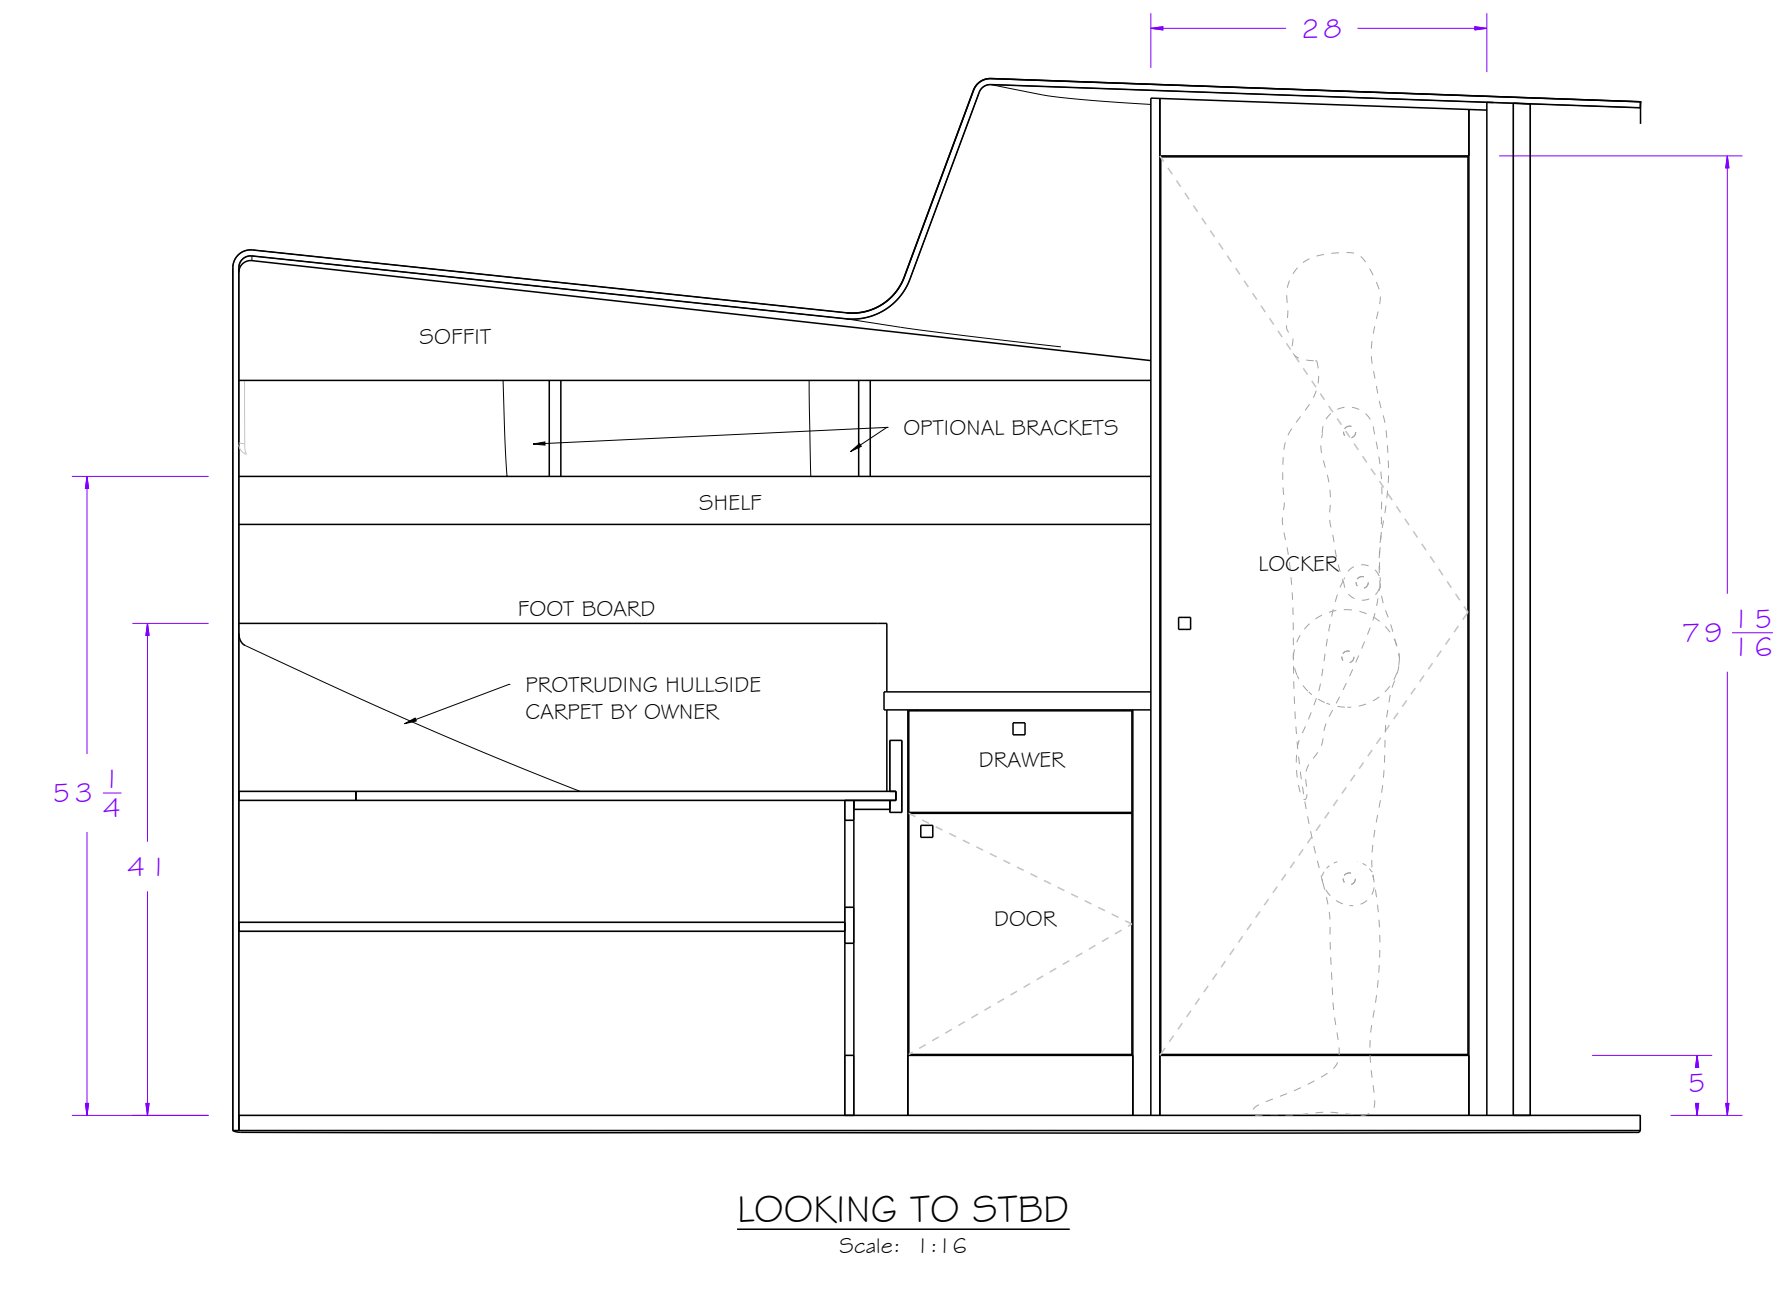 28
SOFFIT
OPTIONAL BRACKETS
SHELF
LOCKER
FOOT BOARD
79 15/16
PROTRUDING HULLSIDE
CARPET BY OWNER
DRAWER
53 1/4
41
DOOR
5
LOOKING TO STBD
Scale: 1:16